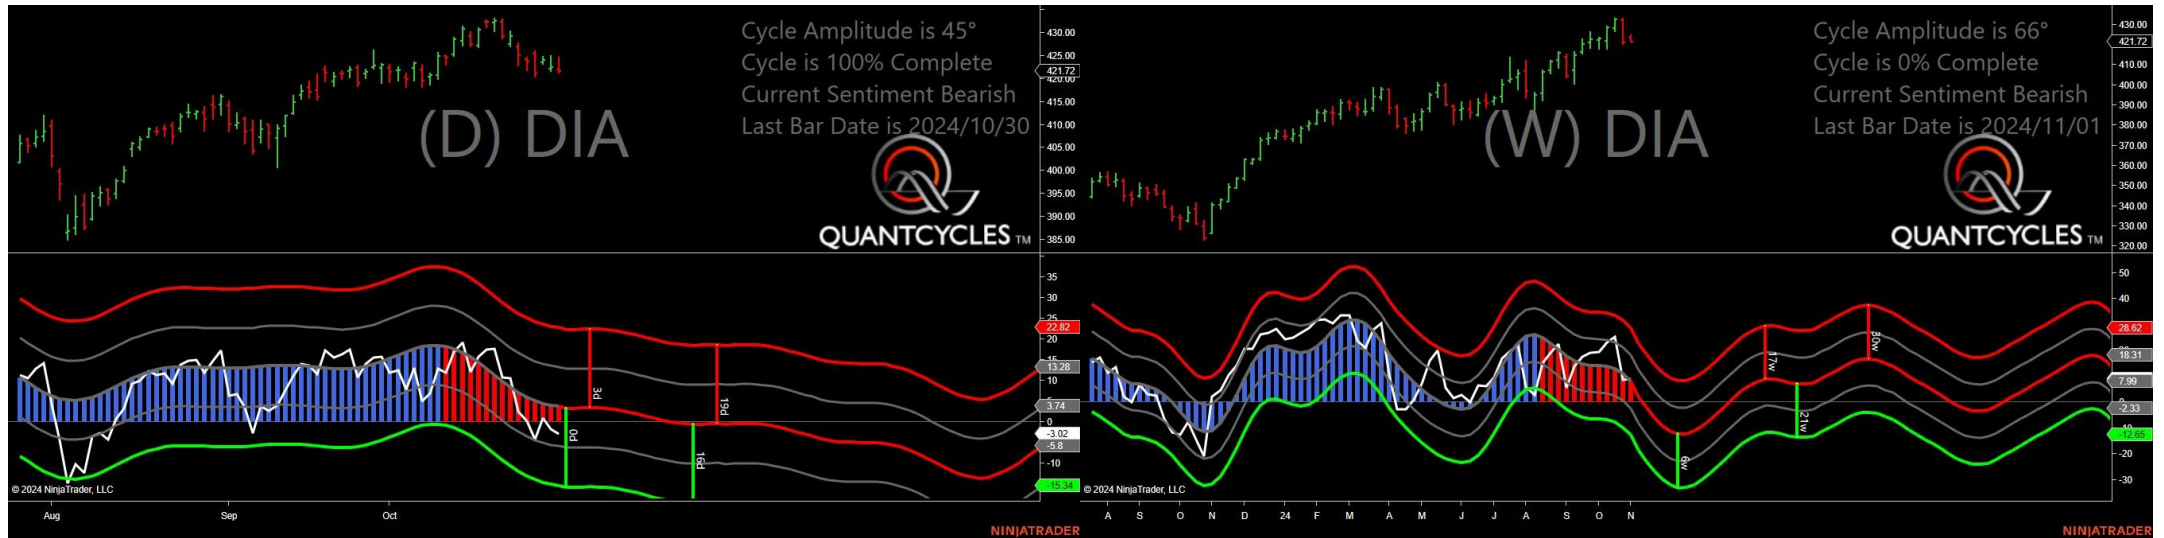 Cycle Amplitude is 45°
Cycle is 100% Complete
Current Sentiment Bearish
Last Bar Date is 2024/10/30
(D) DIA
QUANTCYCLES TM
430.00
425.00
421.72
420.00
415.00
410.00
405.00
400.00
395.00
390.00
385.00
35
30
25
22.82
20
15
13.28
10
5
3.74
0
-3.02
-5.8
-10
-15.34
3d
19d
0d
16d
© 2024 NinjaTrader, LLC
Aug
Sep
Oct
NINJATRADER
Cycle Amplitude is 66°
Cycle is 0% Complete
Current Sentiment Bearish
Last Bar Date is 2024/11/01
(W) DIA
QUANTCYCLES TM
430.00
421.72
410.00
400.00
390.00
380.00
370.00
360.00
350.00
340.00
330.00
320.00
50
40
28.62
18.31
7.99
0
-2.33
-12.65
-20
-30
17w
30w
21w
6w
© 2024 NinjaTrader, LLC
A S O N D 24 F M A M J J A S O N
NINJATRADER